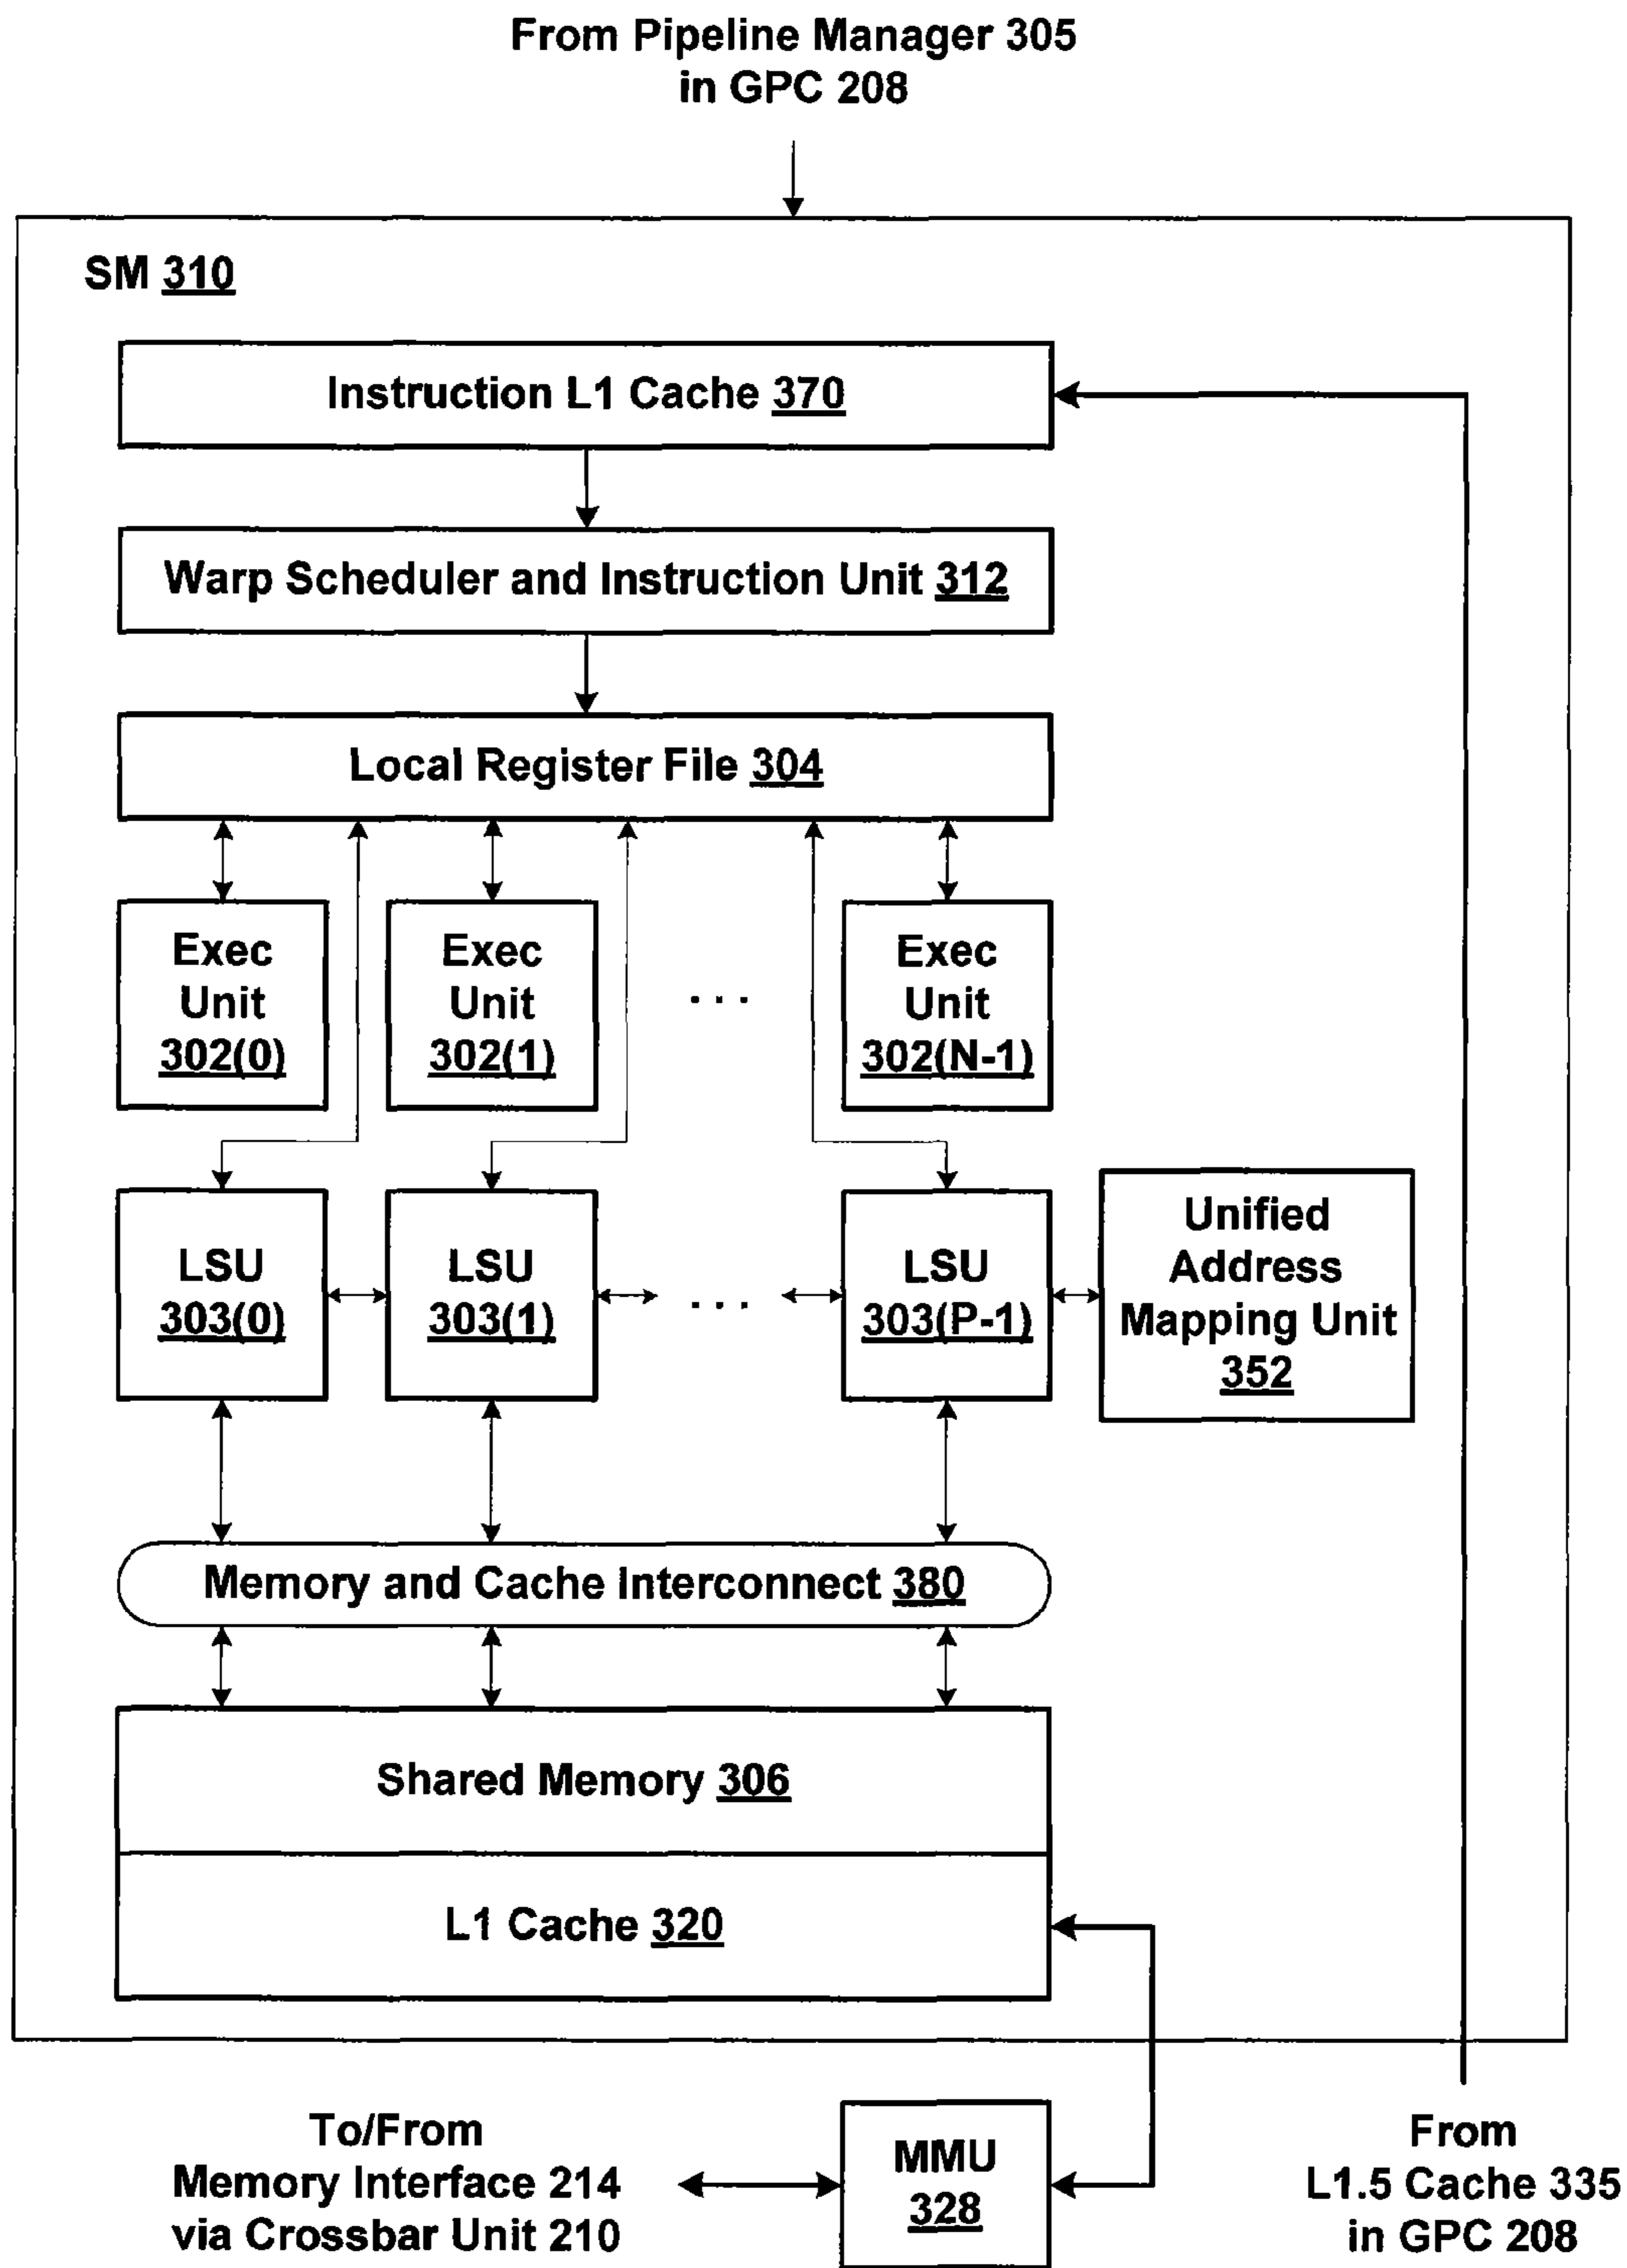 From Pipeline Manager 305
in GPC 208
SM 310
Instruction L1 Cache 370
Warp Scheduler and Instruction Unit 312
Local Register File 304
Exec
Unit
302(0)
Exec
Unit
302(1)
. . .
Exec
Unit
302(N-1)
LSU
303(0)
LSU
303(1)
. . .
LSU
303(P-1)
Unified
Address
Mapping Unit
352
Memory and Cache Interconnect 380
Shared Memory 306
L1 Cache 320
To/From
Memory Interface 214
via Crossbar Unit 210
MMU
328
From
L1.5 Cache 335
in GPC 208